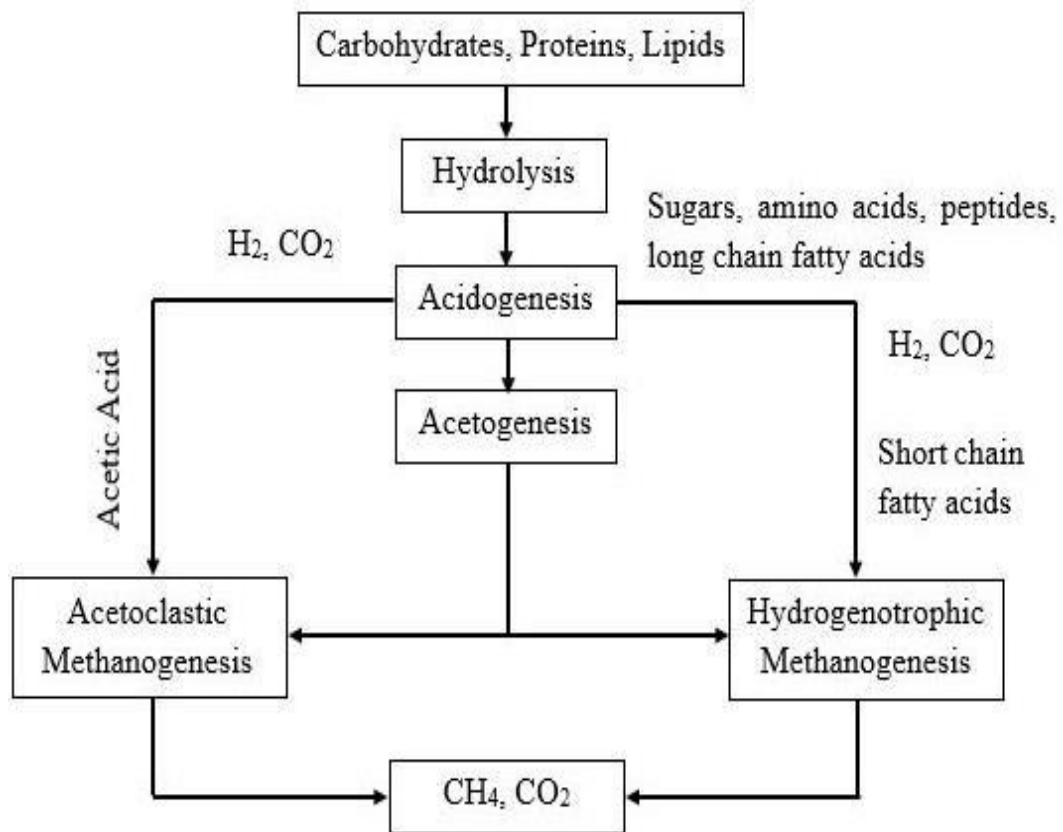 Carbohydrates, Proteins, Lipids
Hydrolysis
Sugars, amino acids, peptides,
long chain fatty acids
H₂, CO₂
Acidogenesis
H₂, CO₂
Acetic Acid
Acetogenesis
Short chain
fatty acids
Acetoclastic
Methanogenesis
Hydrogenotrophic
Methanogenesis
CH₄, CO₂